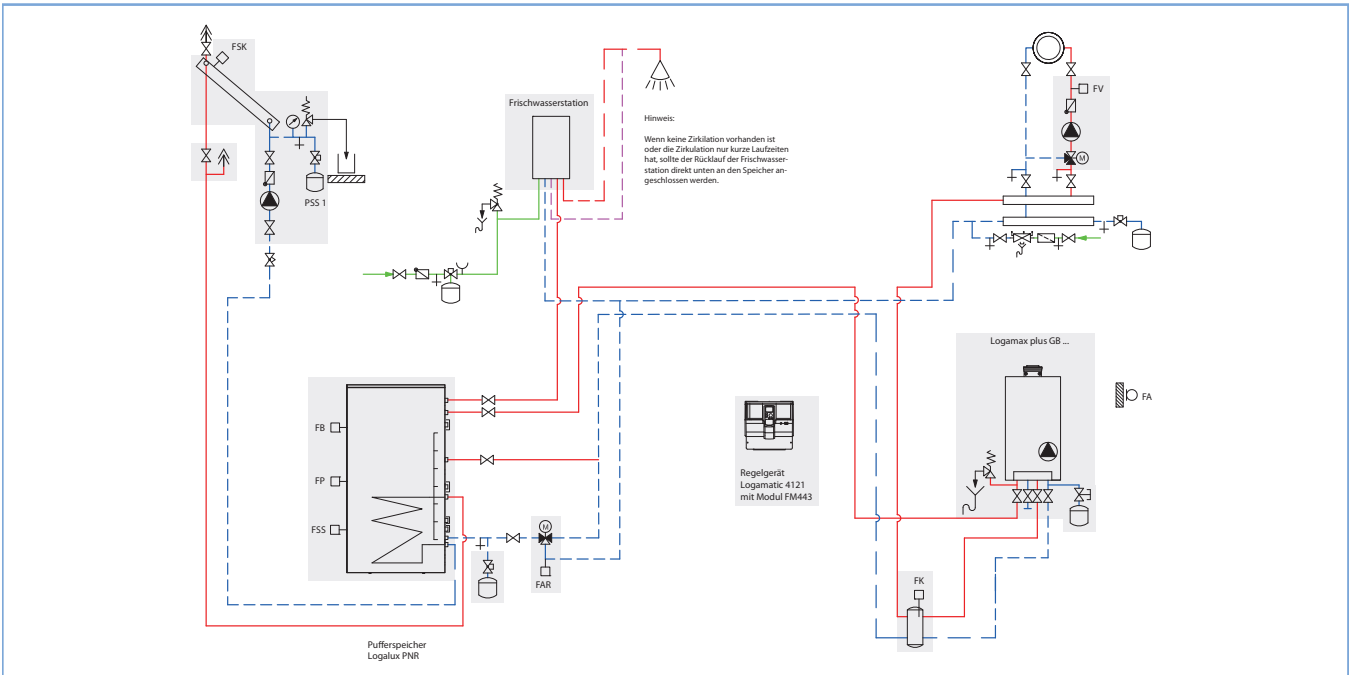 FSK
PSS 1
Frischwasserstation
Hinweis:
Wenn keine Zirkilation vorhanden ist
oder die Zirkulation nur kurze Laufzeiten
hat, sollte der Rücklauf der Frischwasser-
station direkt unten an den Speicher an-
geschlossen werden.
FV
M
Logamax plus GB ...
FA
FB
FP
FSS
M
FAR
Regelgerät
Logamatic 4121
mit Modul FM443
FK
Pufferspeicher
Logalux PNR